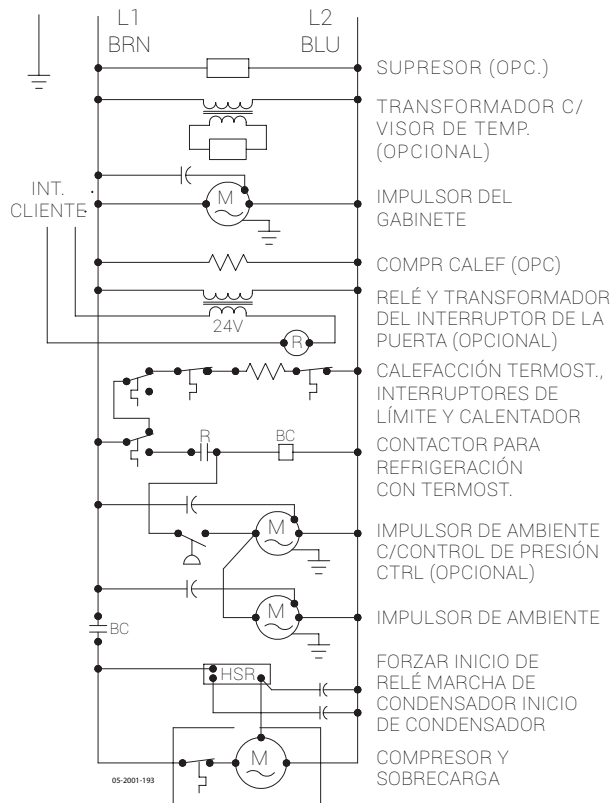 L1
BRN
L2
BLU
SUPRESOR (OPC.)
TRANSFORMADOR C/
VISOR DE TEMP.
(OPCIONAL)
INT.
CLIENTE
M
IMPULSOR DEL
GABINETE
COMPR CALEF (OPC)
24V
R
RELÉ Y TRANSFORMADOR
DEL INTERRUPTOR DE LA
PUERTA (OPCIONAL)
CALEFACCIÓN TERMOST.,
INTERRUPTORES DE
LÍMITE Y CALENTADOR
R
BC
CONTACTOR PARA
REFRIGERACIÓN
CON TERMOST.
M
IMPULSOR DE AMBIENTE
C/CONTROL DE PRESIÓN
CTRL (OPCIONAL)
M
IMPULSOR DE AMBIENTE
BC
HSR
FORZAR INICIO DE
RELÉ MARCHA DE
CONDENSADOR INICIO
DE CONDENSADOR
M
COMPRESOR Y
SOBRECARGA
05-2001-193